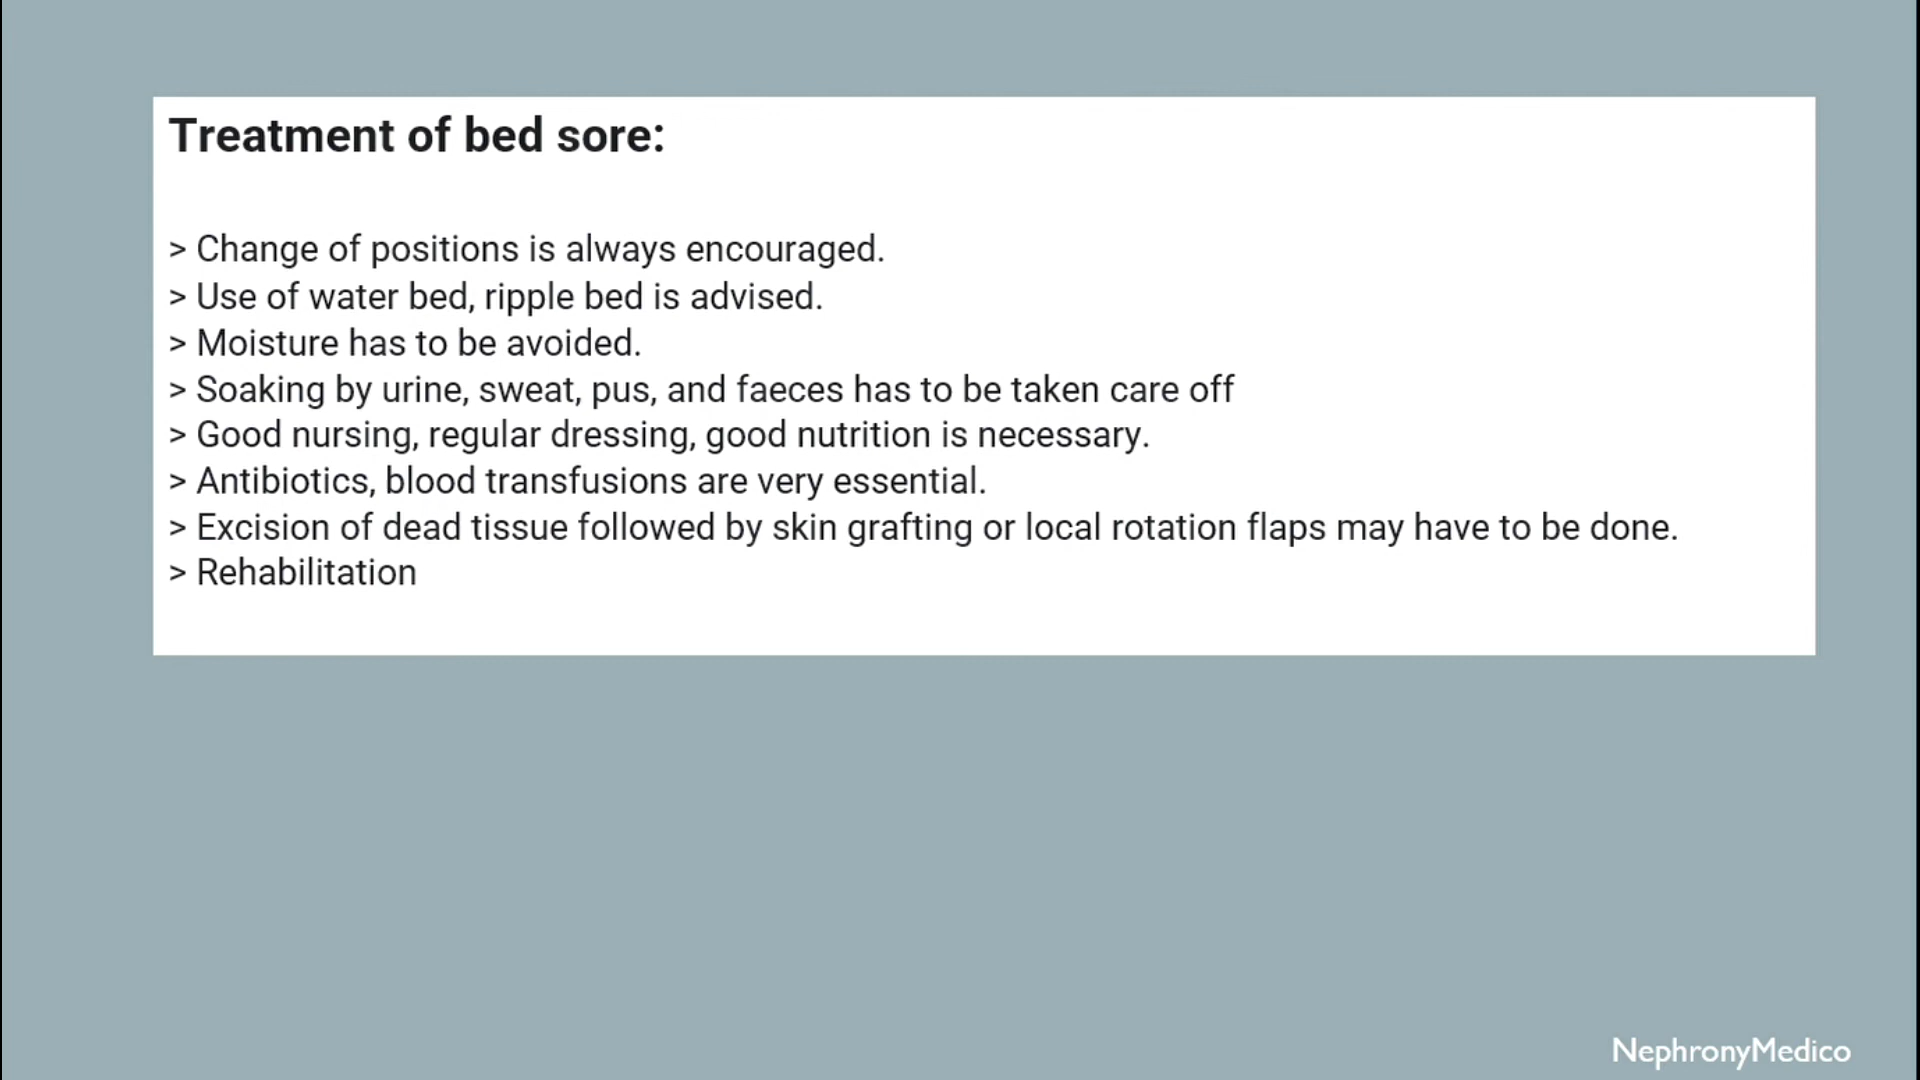 Treatment of bed sore:
> Change of positions is always encouraged.
> Use of water bed, ripple bed is advised.
> Moisture has to be avoided.
> Soaking by urine, sweat, pus, and faeces has to be taken care off
> Good nursing, regular dressing, good nutrition is necessary.
> Antibiotics, blood transfusions are very essential.
> Excision of dead tissue followed by skin grafting or local rotation flaps may have to be done.
> Rehabilitation
NephronyMedico